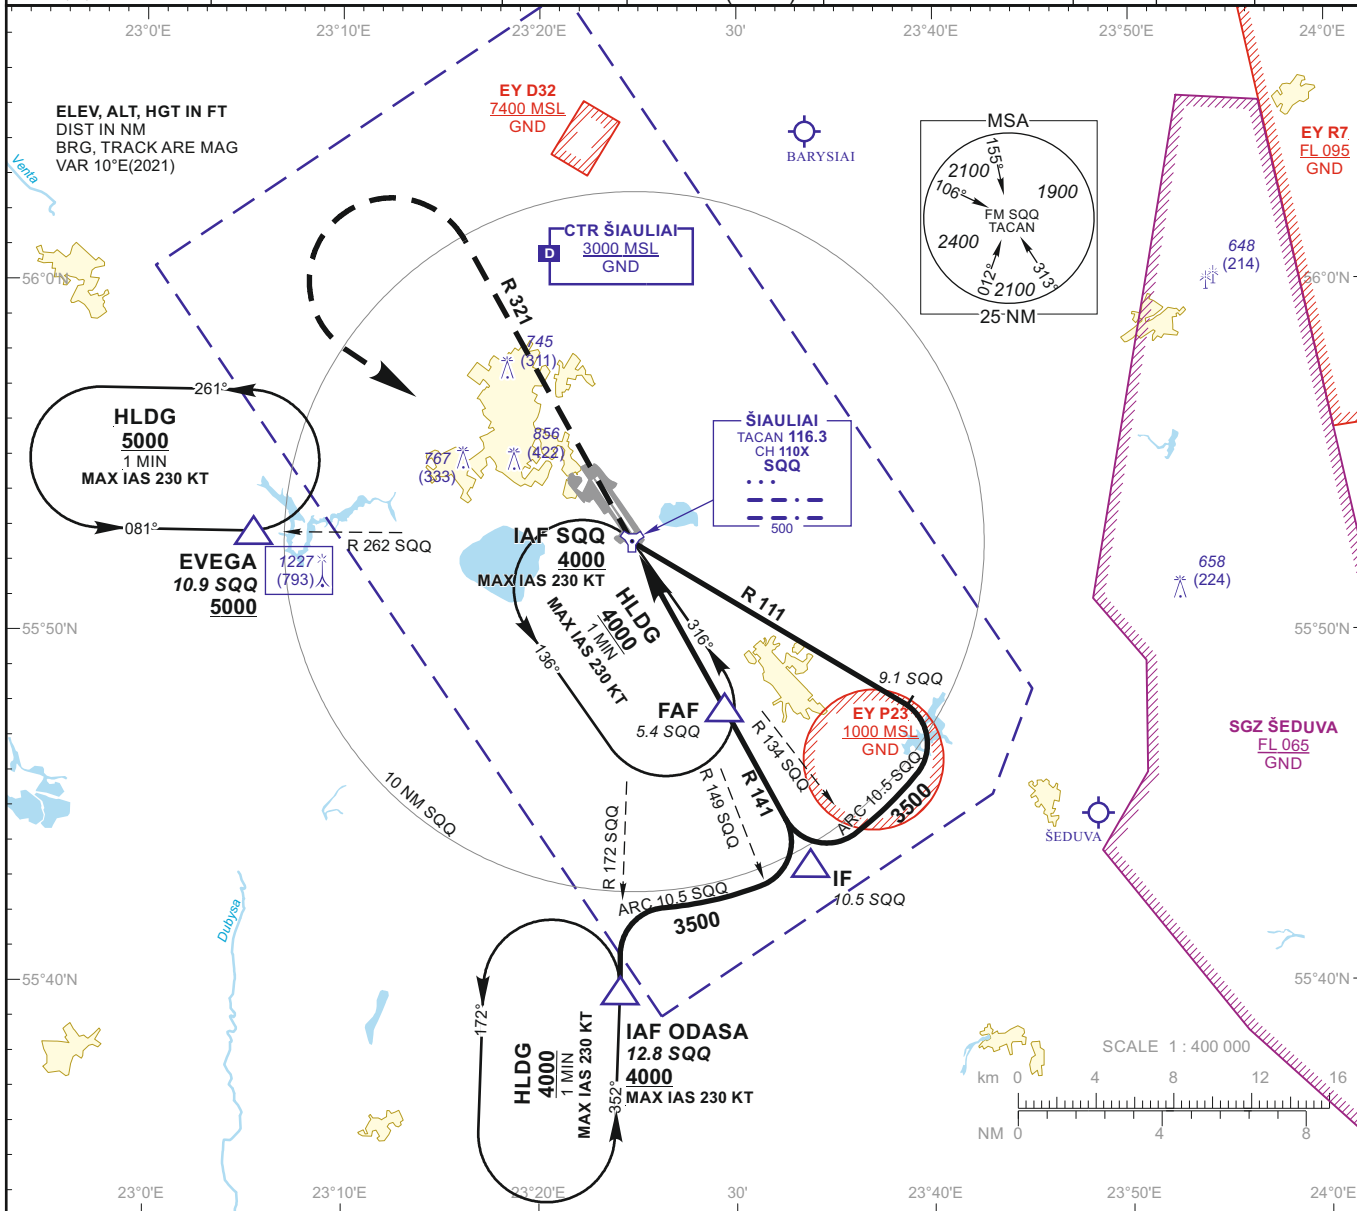 23°0'E
23°10'E
23°20'E
30'
23°40'E
23°50'E
24°0'E
ELEV, ALT, HGT IN FT
DIST IN NM
BRG, TRACK ARE MAG
VAR 10°E(2021)
Venta
EY D32
7400 MSL
GND
BARYSIAI
MSA
155°
2100
106°
1900
FM SQQ
TACAN
2400
012°
313°
2100
25 NM
EY R7
FL 095
GND
648
(214)
56°0'N
56°0'N
CTR ŠIAULIAI
D
3000 MSL
GND
R 321
745
(311)
856
(422)
767
(333)
261°
HLDG
5000
1 MIN
MAX IAS 230 KT
081°
EVEGA
10.9 SQQ
5000
1227
(793)
R 262 SQQ
ŠIAULIAI
TACAN 116.3
CH 110X
SQQ
500
IAF SQQ
4000
MAX IAS 230 KT
HLDG
4000
1 MIN
MAX IAS 230 KT
136°
316°
R 111
9.1 SQQ
658
(224)
55°50'N
55°50'N
FAF
5.4 SQQ
EY P23
1000 MSL
GND
R 134 SQQ
R 149 SQQ
R 141
R 172 SQQ
ARC 10.5 SQQ
3500
10 NM SQQ
SGZ ŠEDUVA
FL 065
GND
ŠEDUVA
IF
10.5 SQQ
ARC 10.5 SQQ
3500
Dubysa
55°40'N
55°40'N
172°
HLDG
4000
1 MIN
MAX IAS 230 KT
352°
IAF ODASA
12.8 SQQ
4000
MAX IAS 230 KT
SCALE 1 : 400 000
km 0 4 8 12 16
NM 0 4 8
23°0'E
23°10'E
23°20'E
30'
23°40'E
23°50'E
24°0'E